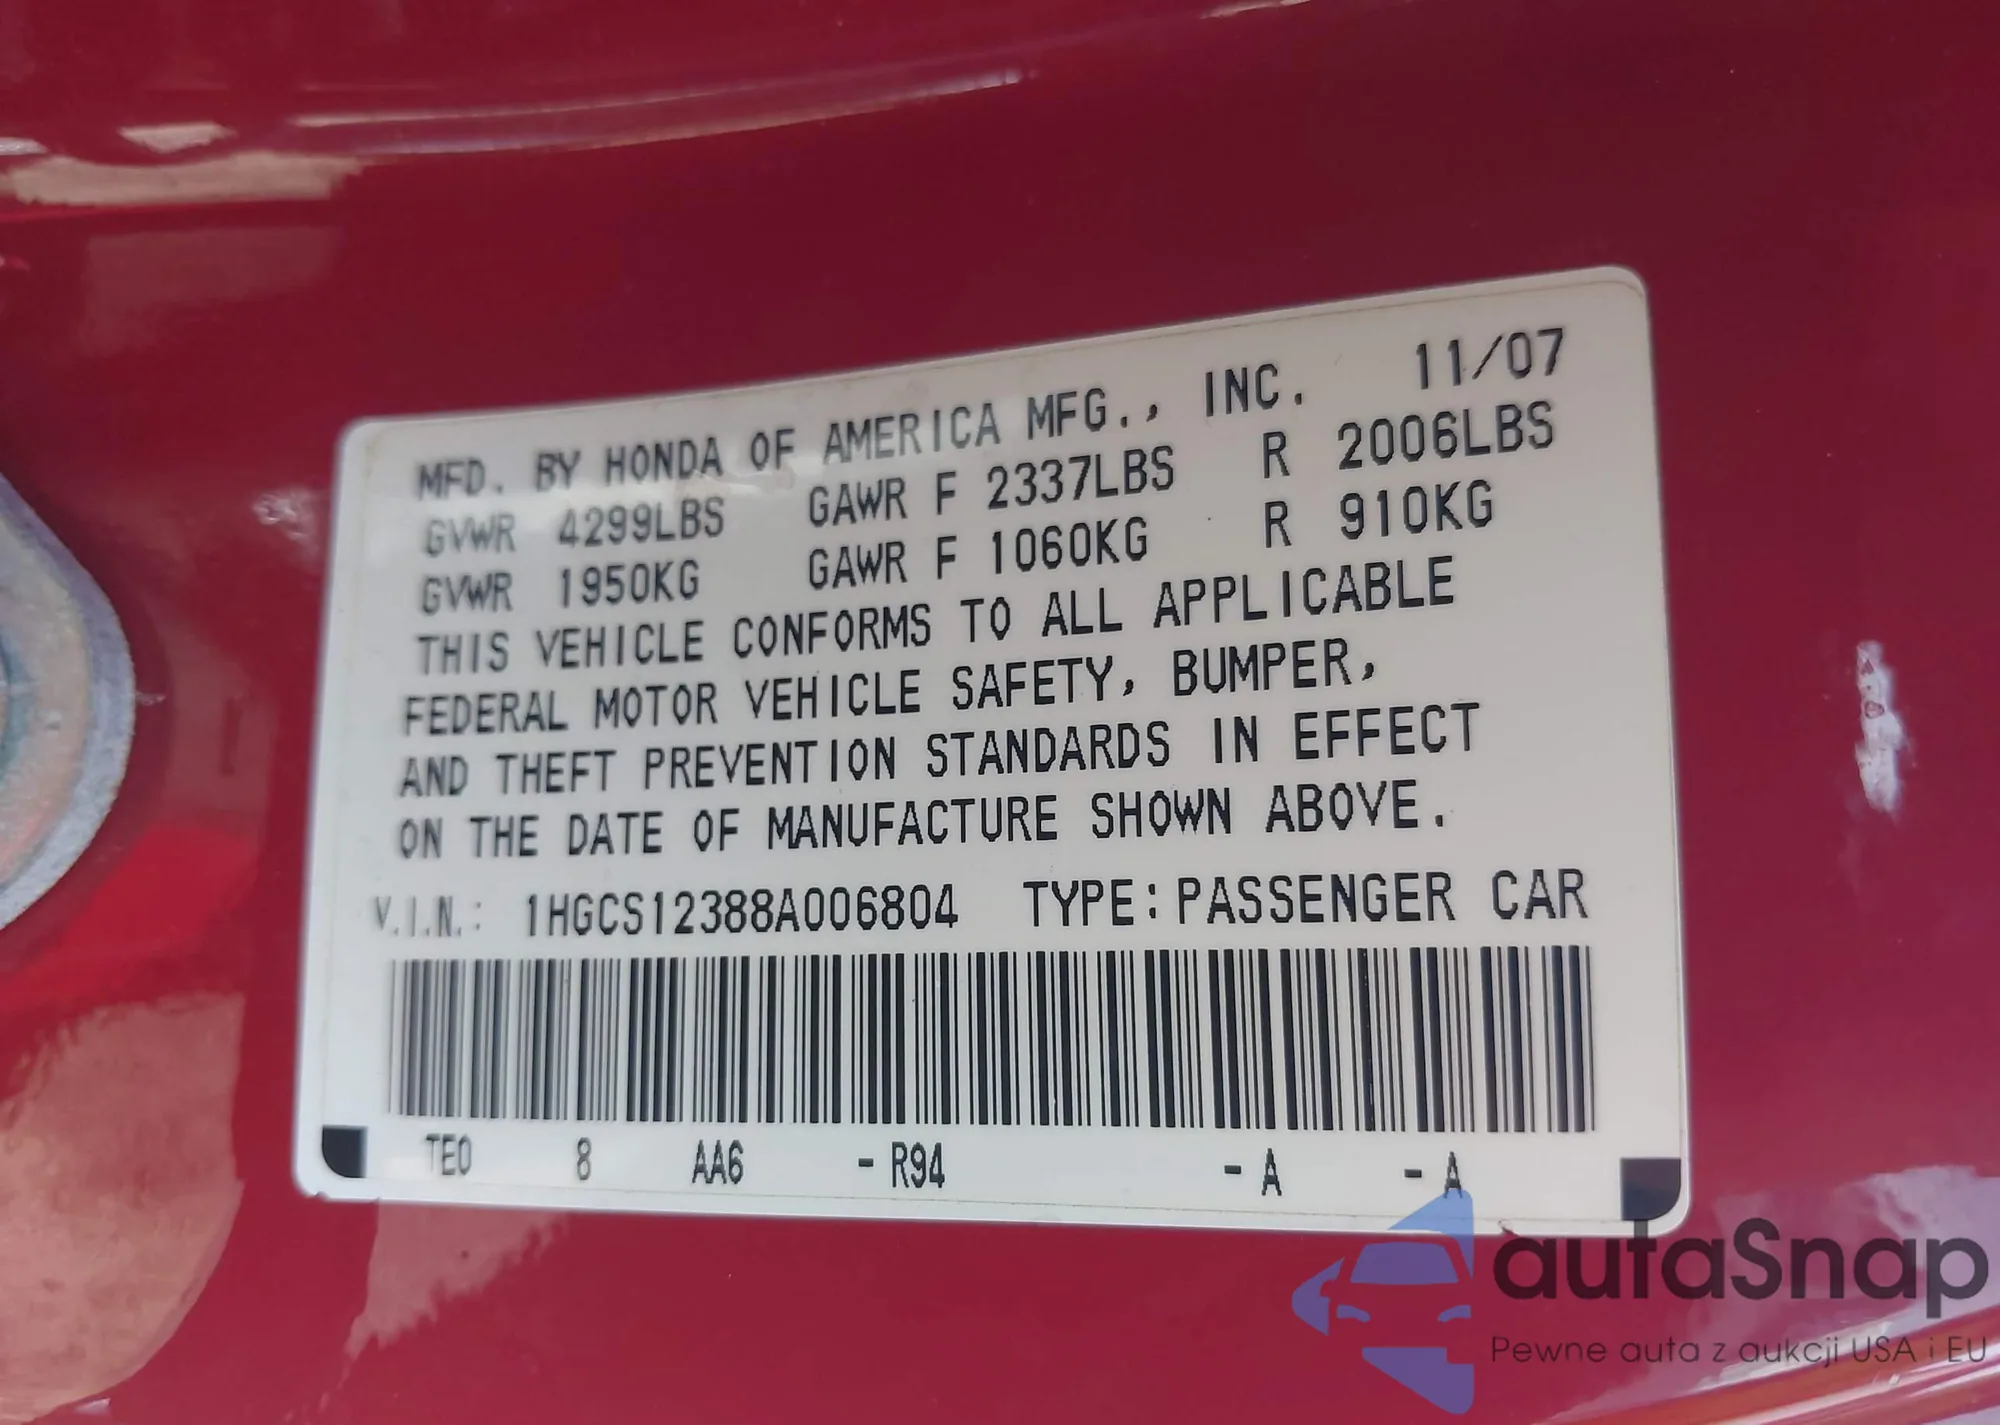 MFD. BY HONDA OF AMERICA MFG., INC. 11/07
GVWR 4299LBS GAWR F 2337LBS R 2006LBS
GVWR 1950KG GAWR F 1060KG R 910KG
THIS VEHICLE CONFORMS TO ALL APPLICABLE
FEDERAL MOTOR VEHICLE SAFETY, BUMPER,
AND THEFT PREVENTION STANDARDS IN EFFECT
ON THE DATE OF MANUFACTURE SHOWN ABOVE.
V.I.N.: 1HGCS12388A006804 TYPE: PASSENGER CAR
TE0 8 AA6 - R94 - A - A
autaSnap
Pewne auta z aukcji USA i EU